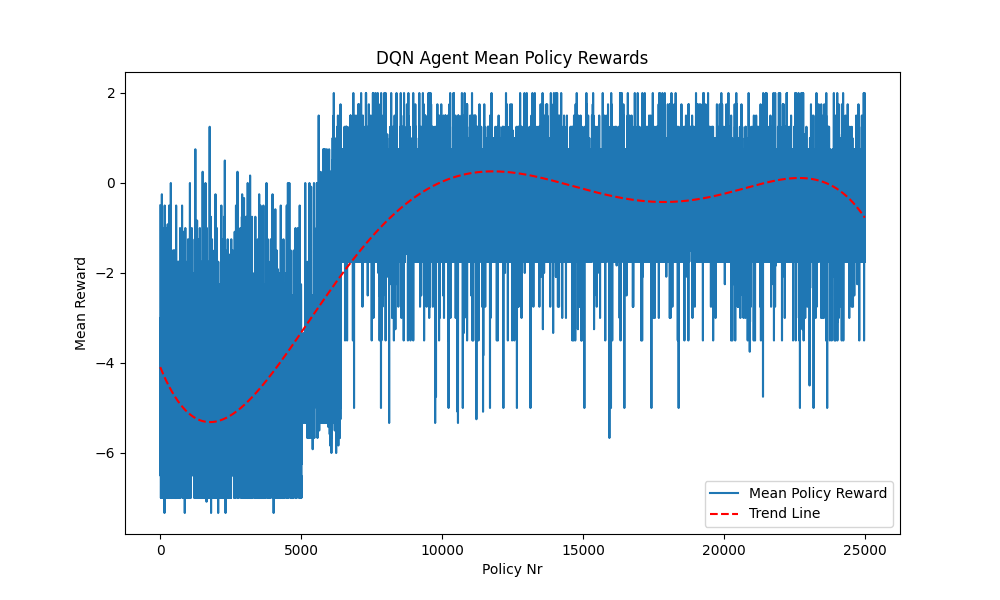 DQN Agent Mean Policy Rewards
2
0
−2
−4
−6
Mean Reward
0
5000
10000
15000
20000
25000
Policy Nr
Mean Policy Reward
Trend Line